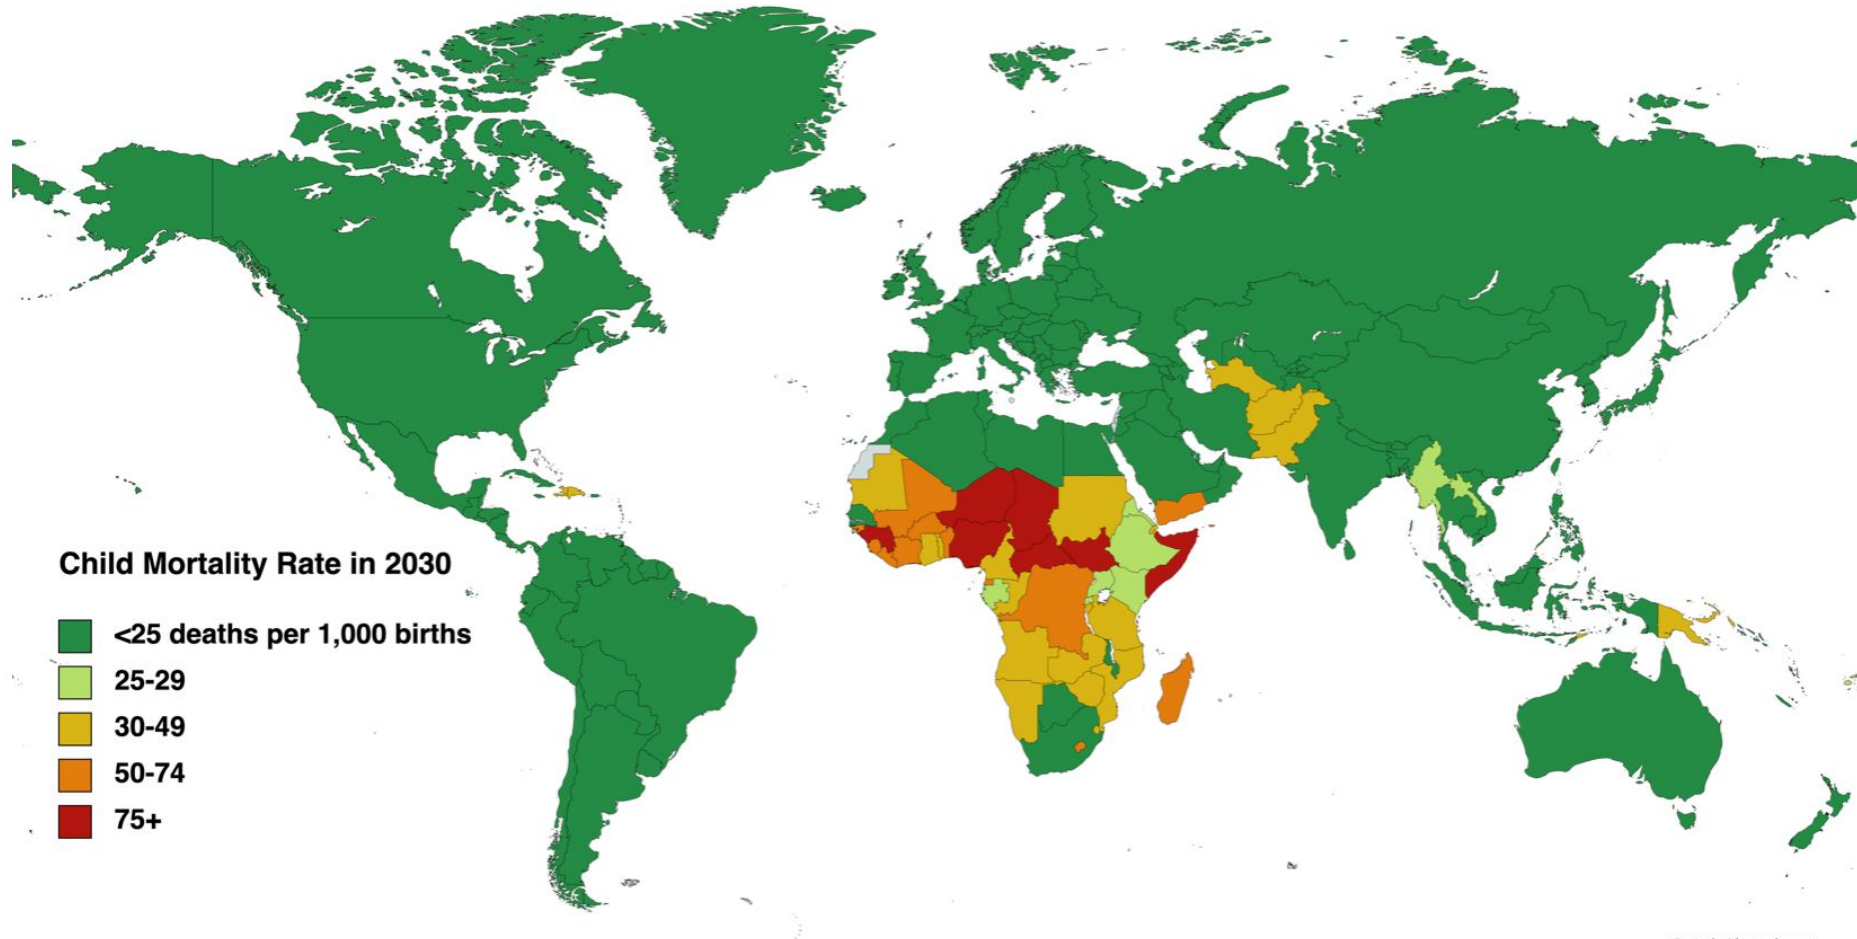 Child Mortality Rate in 2030
<25 deaths per 1,000 births
25-29
30-49
50-74
75+